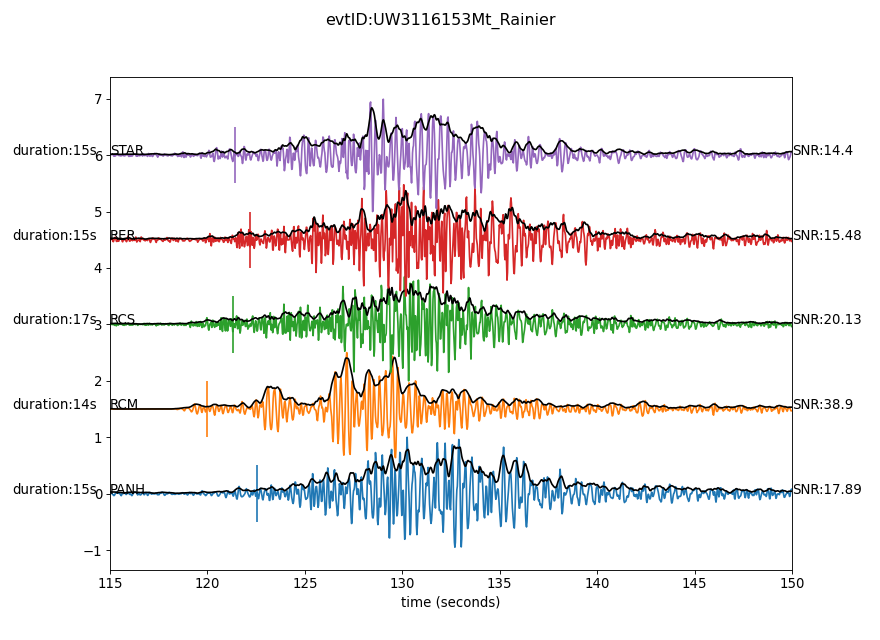 evtID:UW3116153Mt_Rainier
7
duration:15s STAR 6 SNR:14.4
5
duration:15s RER SNR:15.48
4
duration:17s 3 RCS SNR:20.13
2
duration:14s RCM SNR:38.9
1
duration:15s 0 PANH SNR:17.89
−1
115 120 125 130 135 140 145 150
time (seconds)